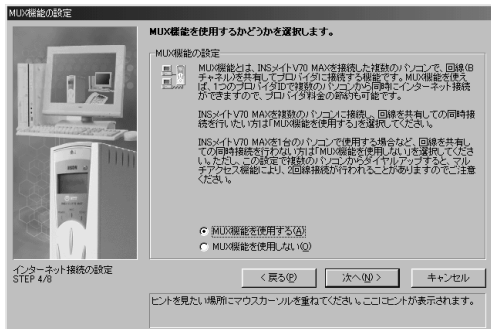 MUX機能の設定
MUX機能を使用するかどうかを選択します。
MUX機能の設定
MUX機能とは、INSメイトV70 MAXを接続した複数のパソコンで、回線(B
チャネル)を共有してプロバイダに接続する機能です。MUX機能を使え
ば、1つのプロバイダIDで複数のパソコンから同時にインターネット接続
ができますので、プロバイダ料金の節約も可能です。
INSメイトV70 MAXを複数のパソコンに接続し、回線を共有しての同時接
続を行いたい方は「MUX機能を使用する」を選択してください。
INSメイトV70 MAXを1台のパソコンで使用する場合など、回線を共有し
ての同時接続を行わない方は「MUX機能を使用しない」を選択してくださ
い。ただし、この設定で複数のパソコンからダイヤルアップすると、マル
チアクセス機能により、2回線接続が行われることがありますのでご注意
ください。
MUX機能を使用する(A)
MUX機能を使用しない(Q)
インターネット接続の設定
STEP 4/8
< 戻る(P)
次へ(N) >
キャンセル
ヒントを見たい場所にマウスカーソルを重ねてください。ここにヒントが表示されます。